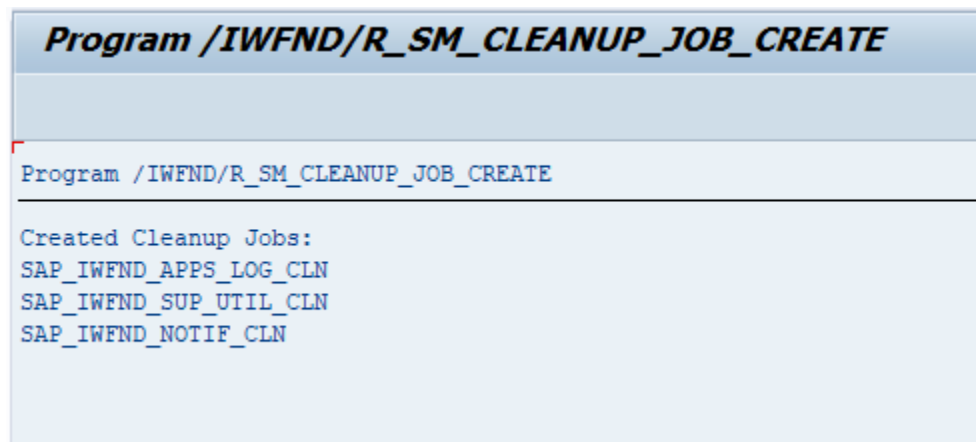 Program /IWFND/R_SM_CLEANUP_JOB_CREATE
Program /IWFND/R_SM_CLEANUP_JOB_CREATE
Created Cleanup Jobs:
SAP_IWFND_APPS_LOG_CLN
SAP_IWFND_SUP_UTIL_CLN
SAP_IWFND_NOTIF_CLN